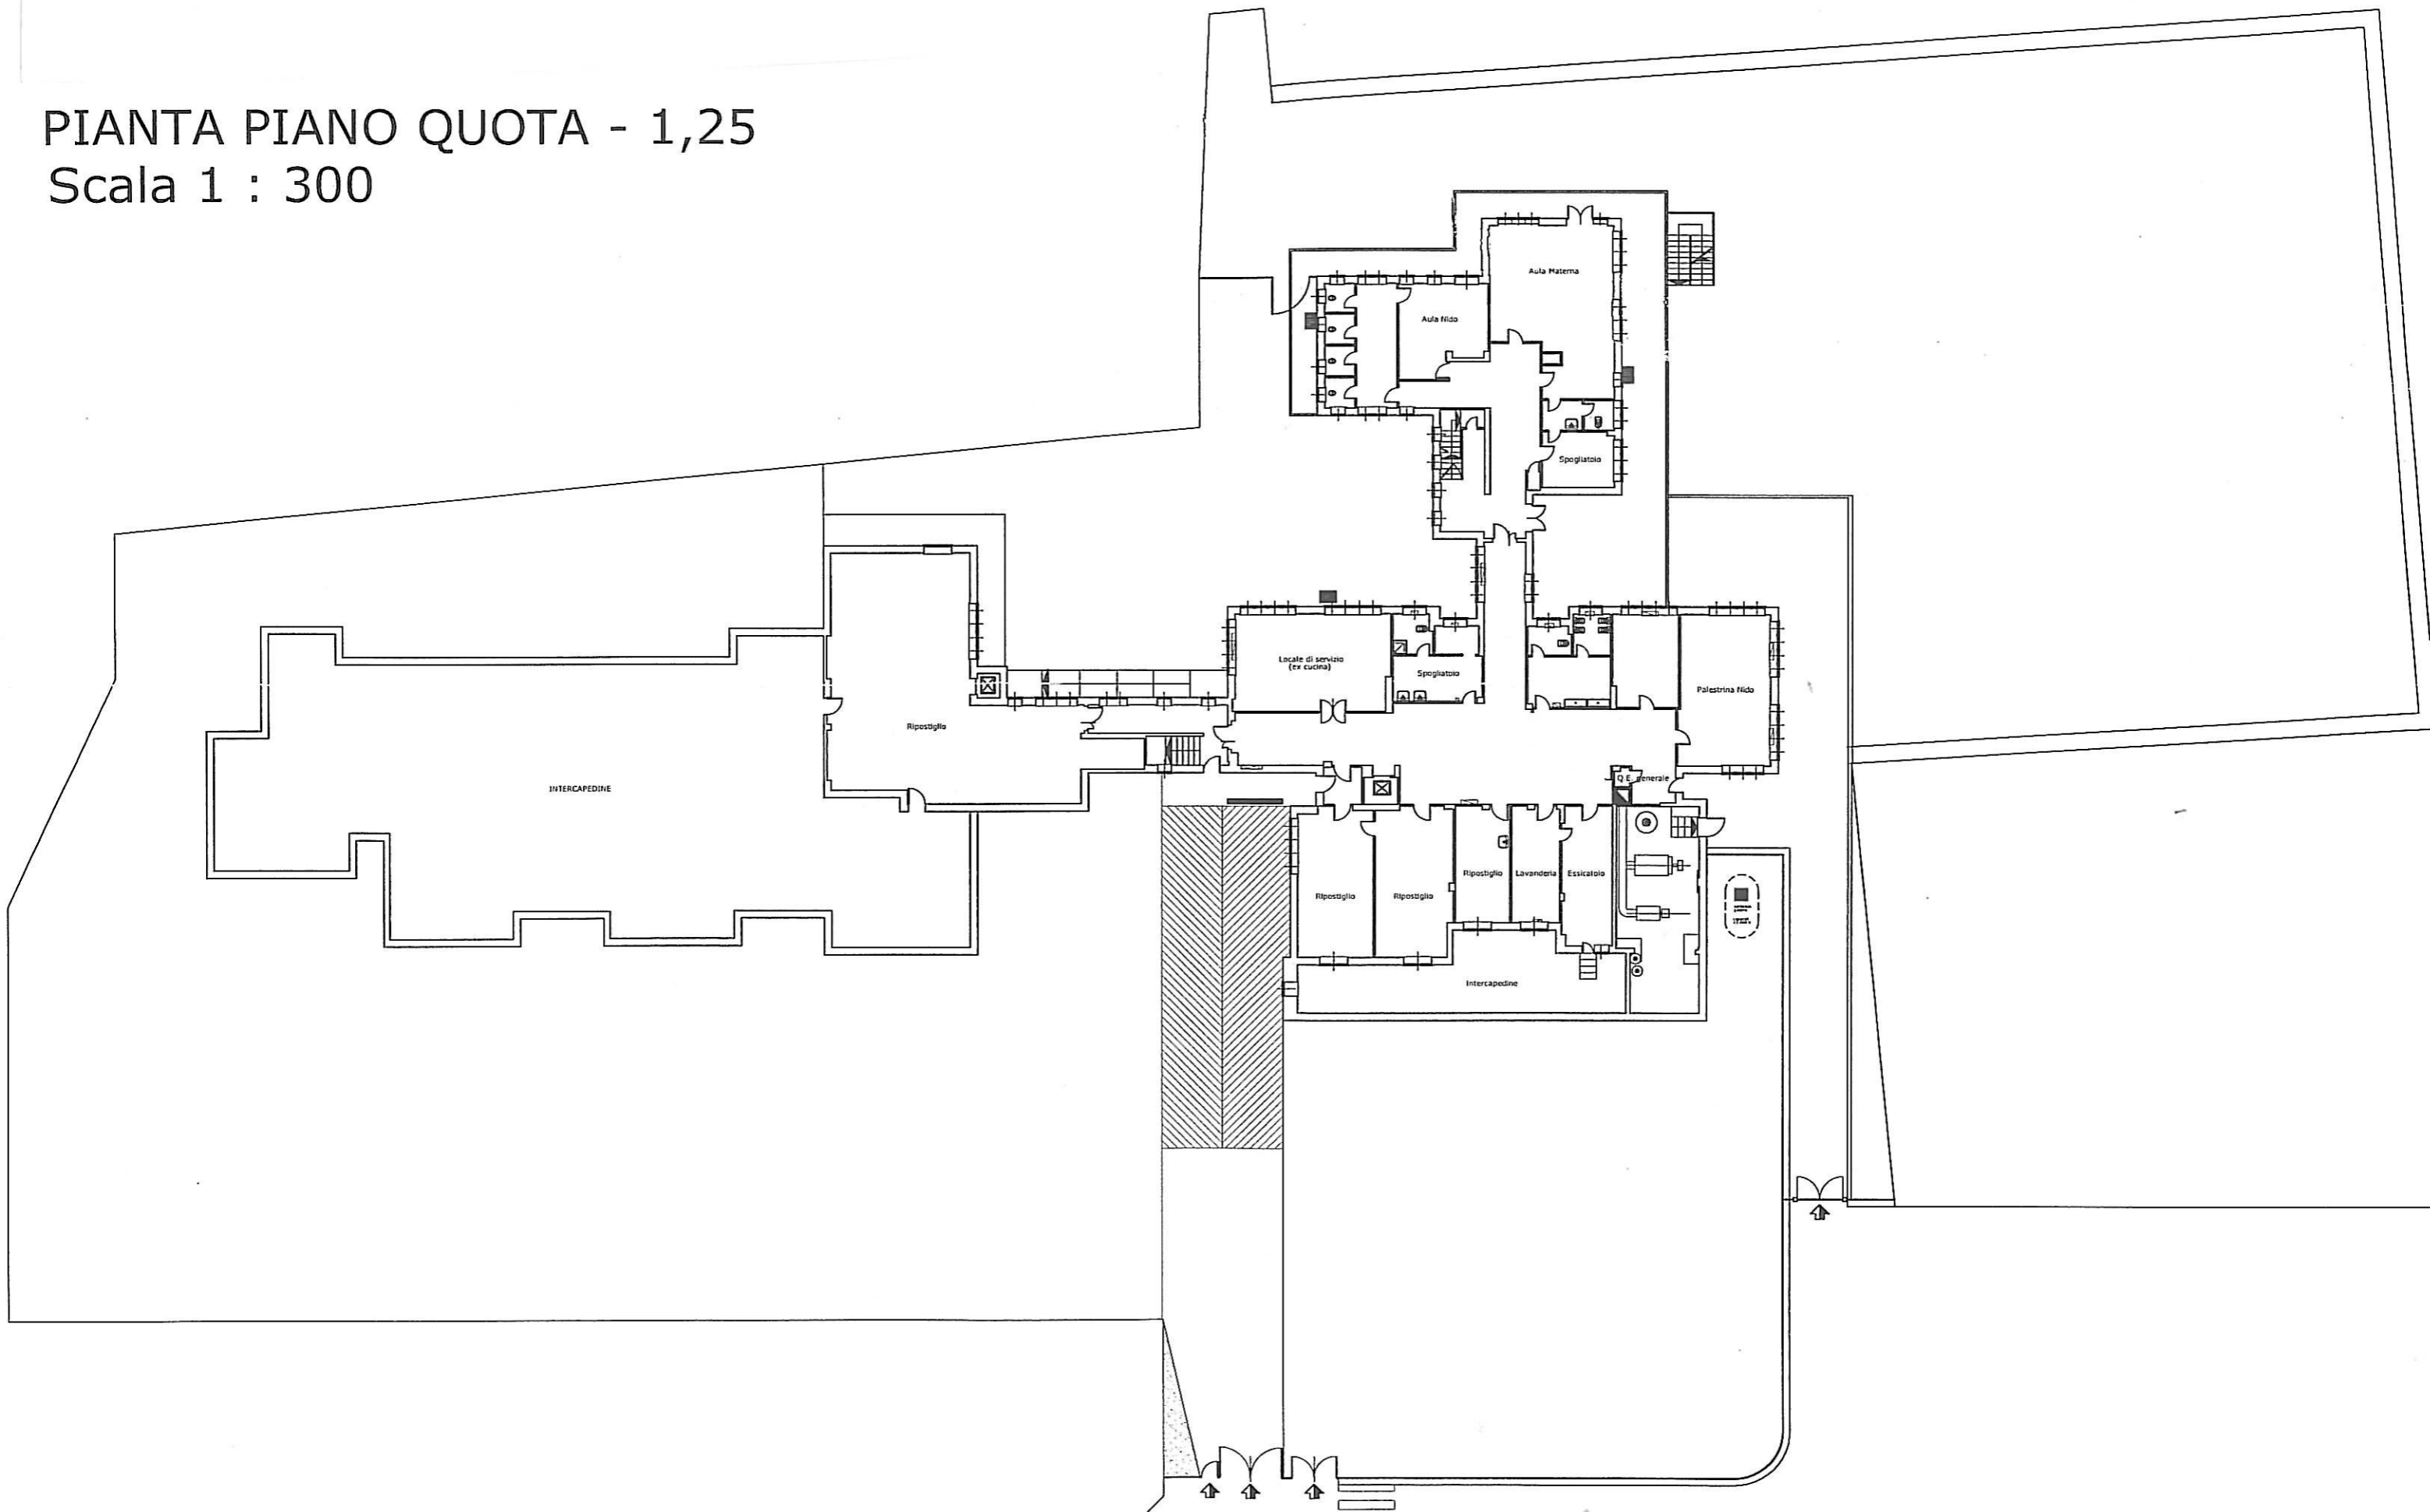 PIANTA PIANO QUOTA - 1,25
Scala 1 : 300
Aula Materna
Aula Nido
Spogliatoio
Locale di servizio
(ex cucina)
Spogliatoio
Palestrina Nido
Ripostiglio
INTERCAPEDINE
Q.E. generale
Ripostiglio
Ripostiglio
Ripostiglio
Lavanderia
Essicatoio
Intercapedine